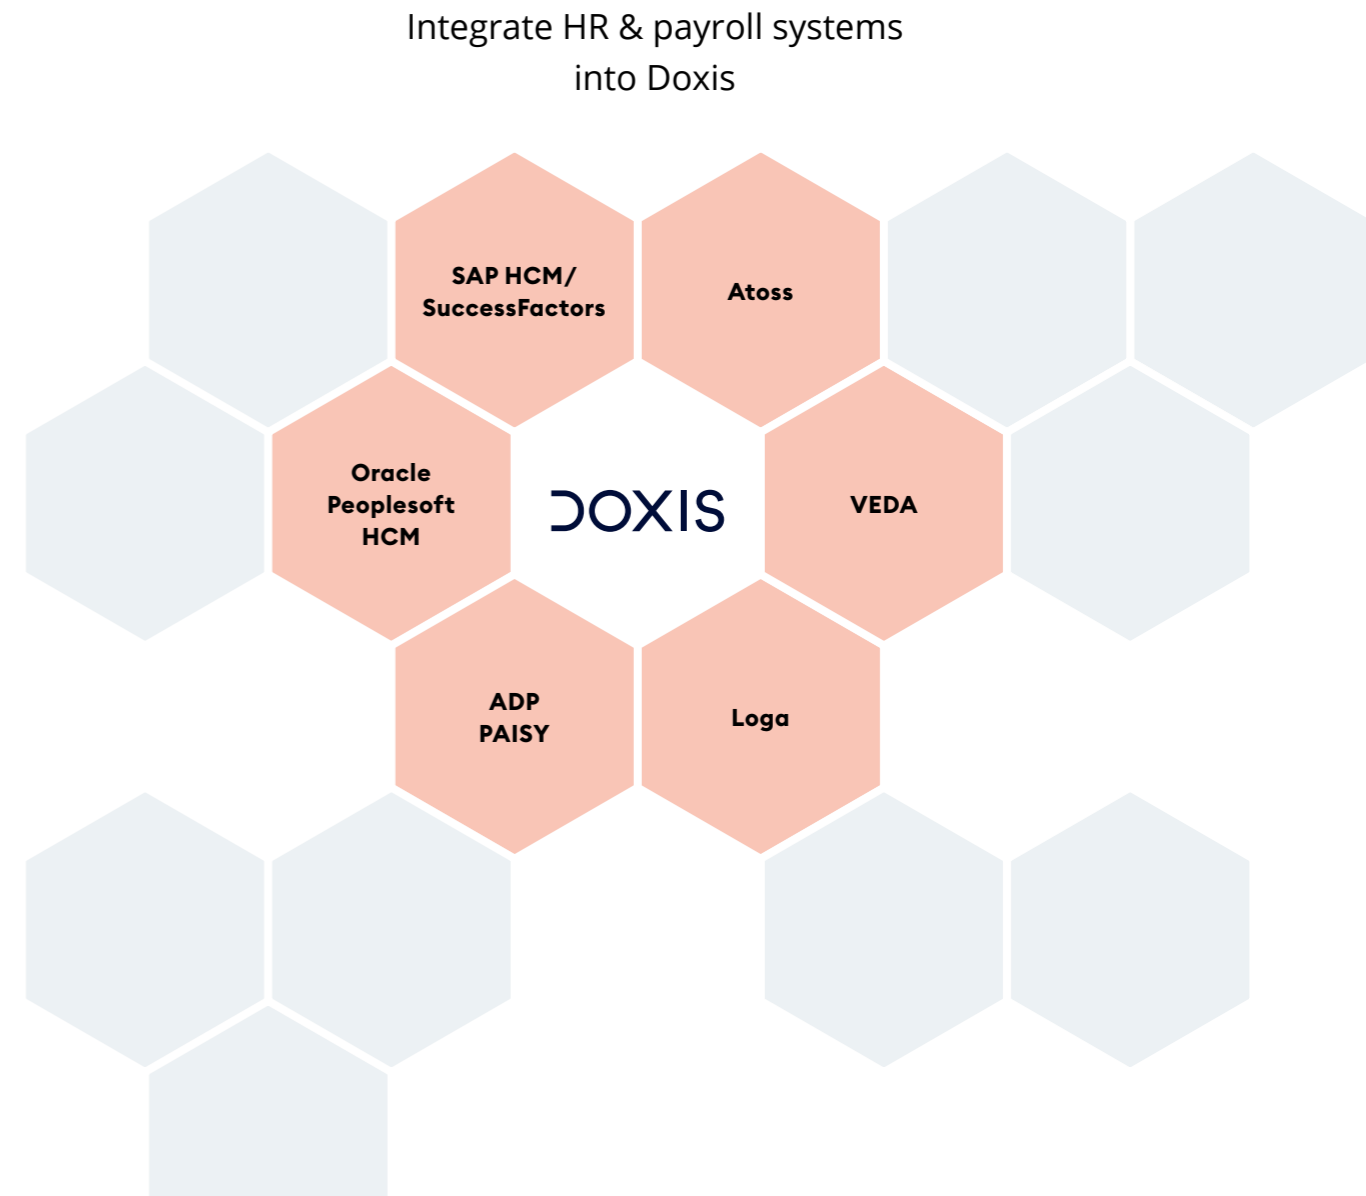 Integrate HR & payroll systems
into Doxis
SAP HCM/
SuccessFactors
Atoss
Oracle
Peoplesoft
HCM
DOXIS
VEDA
ADP
PAISY
Loga